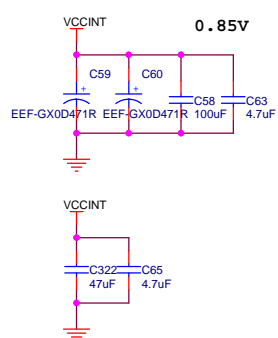 VCCINT 0.85V
C59 C60
+ +
EEF-GX0D471R EEF-GX0D471R C58 C63
100uF 4.7uF
VCCINT
C322 C65
47uF 4.7uF